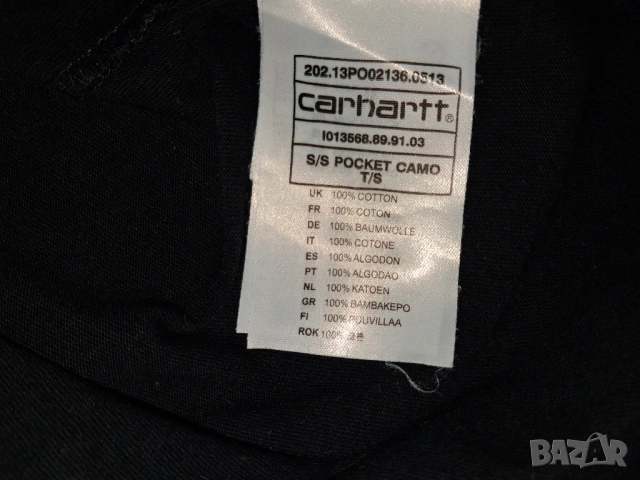 202.13PO02136.0513
carhartt®
I013568.89.91.03
S/S POCKET CAMO
T/S
UK 100% COTTON
FR 100% COTON
DE 100% BAUMWOLLE
IT 100% COTONE
ES 100% ALGODON
PT 100% ALGODAO
NL 100% KATOEN
GR 100% BAMBAKEPO
FI 100% PUUVILLAA
ROK 100%
BAZAR